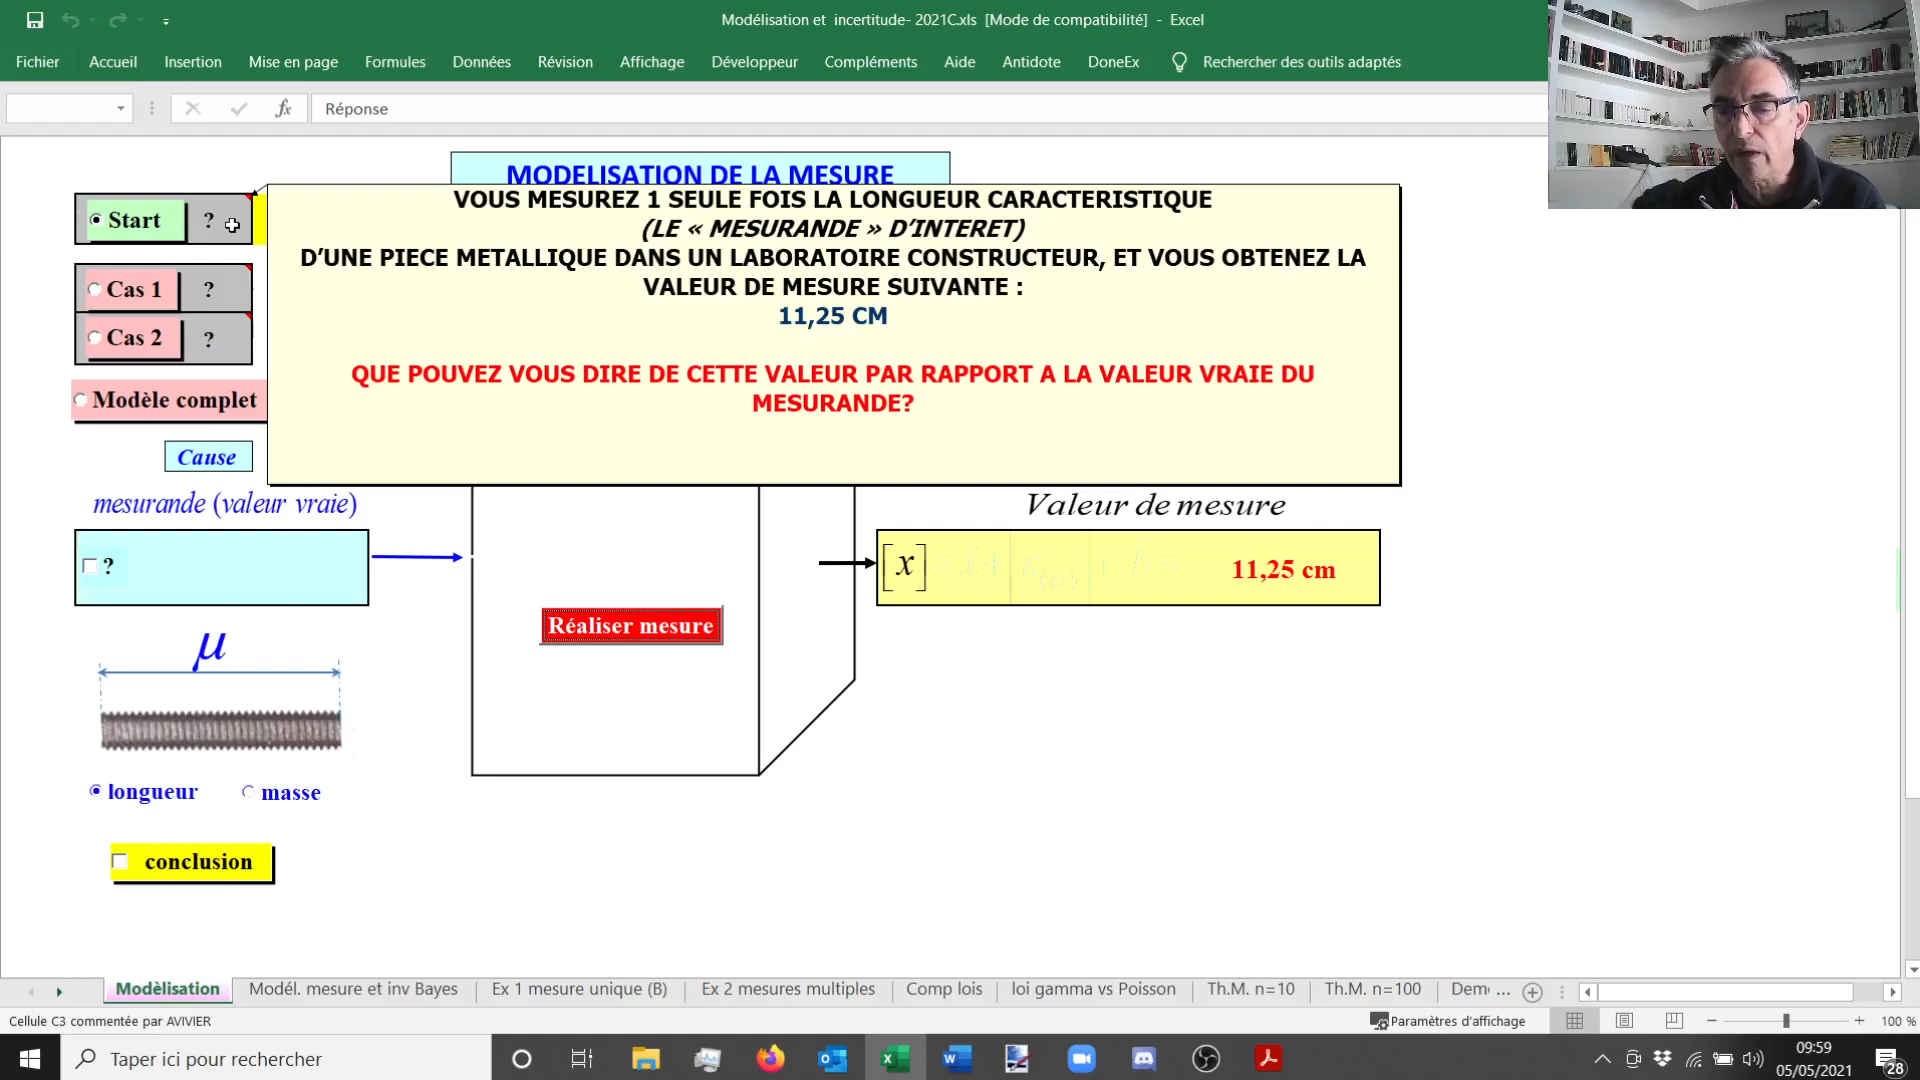 Modélisation et incertitude- 2021C.xls [Mode de compatibilité] - Excel
Fichier Accueil Insertion Mise en page Formules Données Révision Affichage Développeur Compléments Aide Antidote DoneEx Rechercher des outils adaptés
fx Réponse
MODELISATION DE LA MESURE
Start ?
VOUS MESUREZ 1 SEULE FOIS LA LONGUEUR CARACTERISTIQUE
(LE « MESURANDE » D’INTERET)
D’UNE PIECE METALLIQUE DANS UN LABORATOIRE CONSTRUCTEUR, ET VOUS OBTENEZ LA
VALEUR DE MESURE SUIVANTE :
11,25 CM
QUE POUVEZ VOUS DIRE DE CETTE VALEUR PAR RAPPORT A LA VALEUR VRAIE DU
MESURANDE?
Cas 1 ?
Cas 2 ?
Modèle complet
Cause
mesurande (valeur vraie)
Valeur de mesure
?
[x]
11,25 cm
Réaliser mesure
μ
longueur masse
conclusion
Modèlisation Modél. mesure et inv Bayes Ex 1 mesure unique (B) Ex 2 mesures multiples Comp lois loi gamma vs Poisson Th.M. n=10 Th.M. n=100 Dem ...
Cellule C3 commentée par AVIVIER Paramètres d'affichage 100 %
Taper ici pour rechercher
09:59
05/05/2021
28